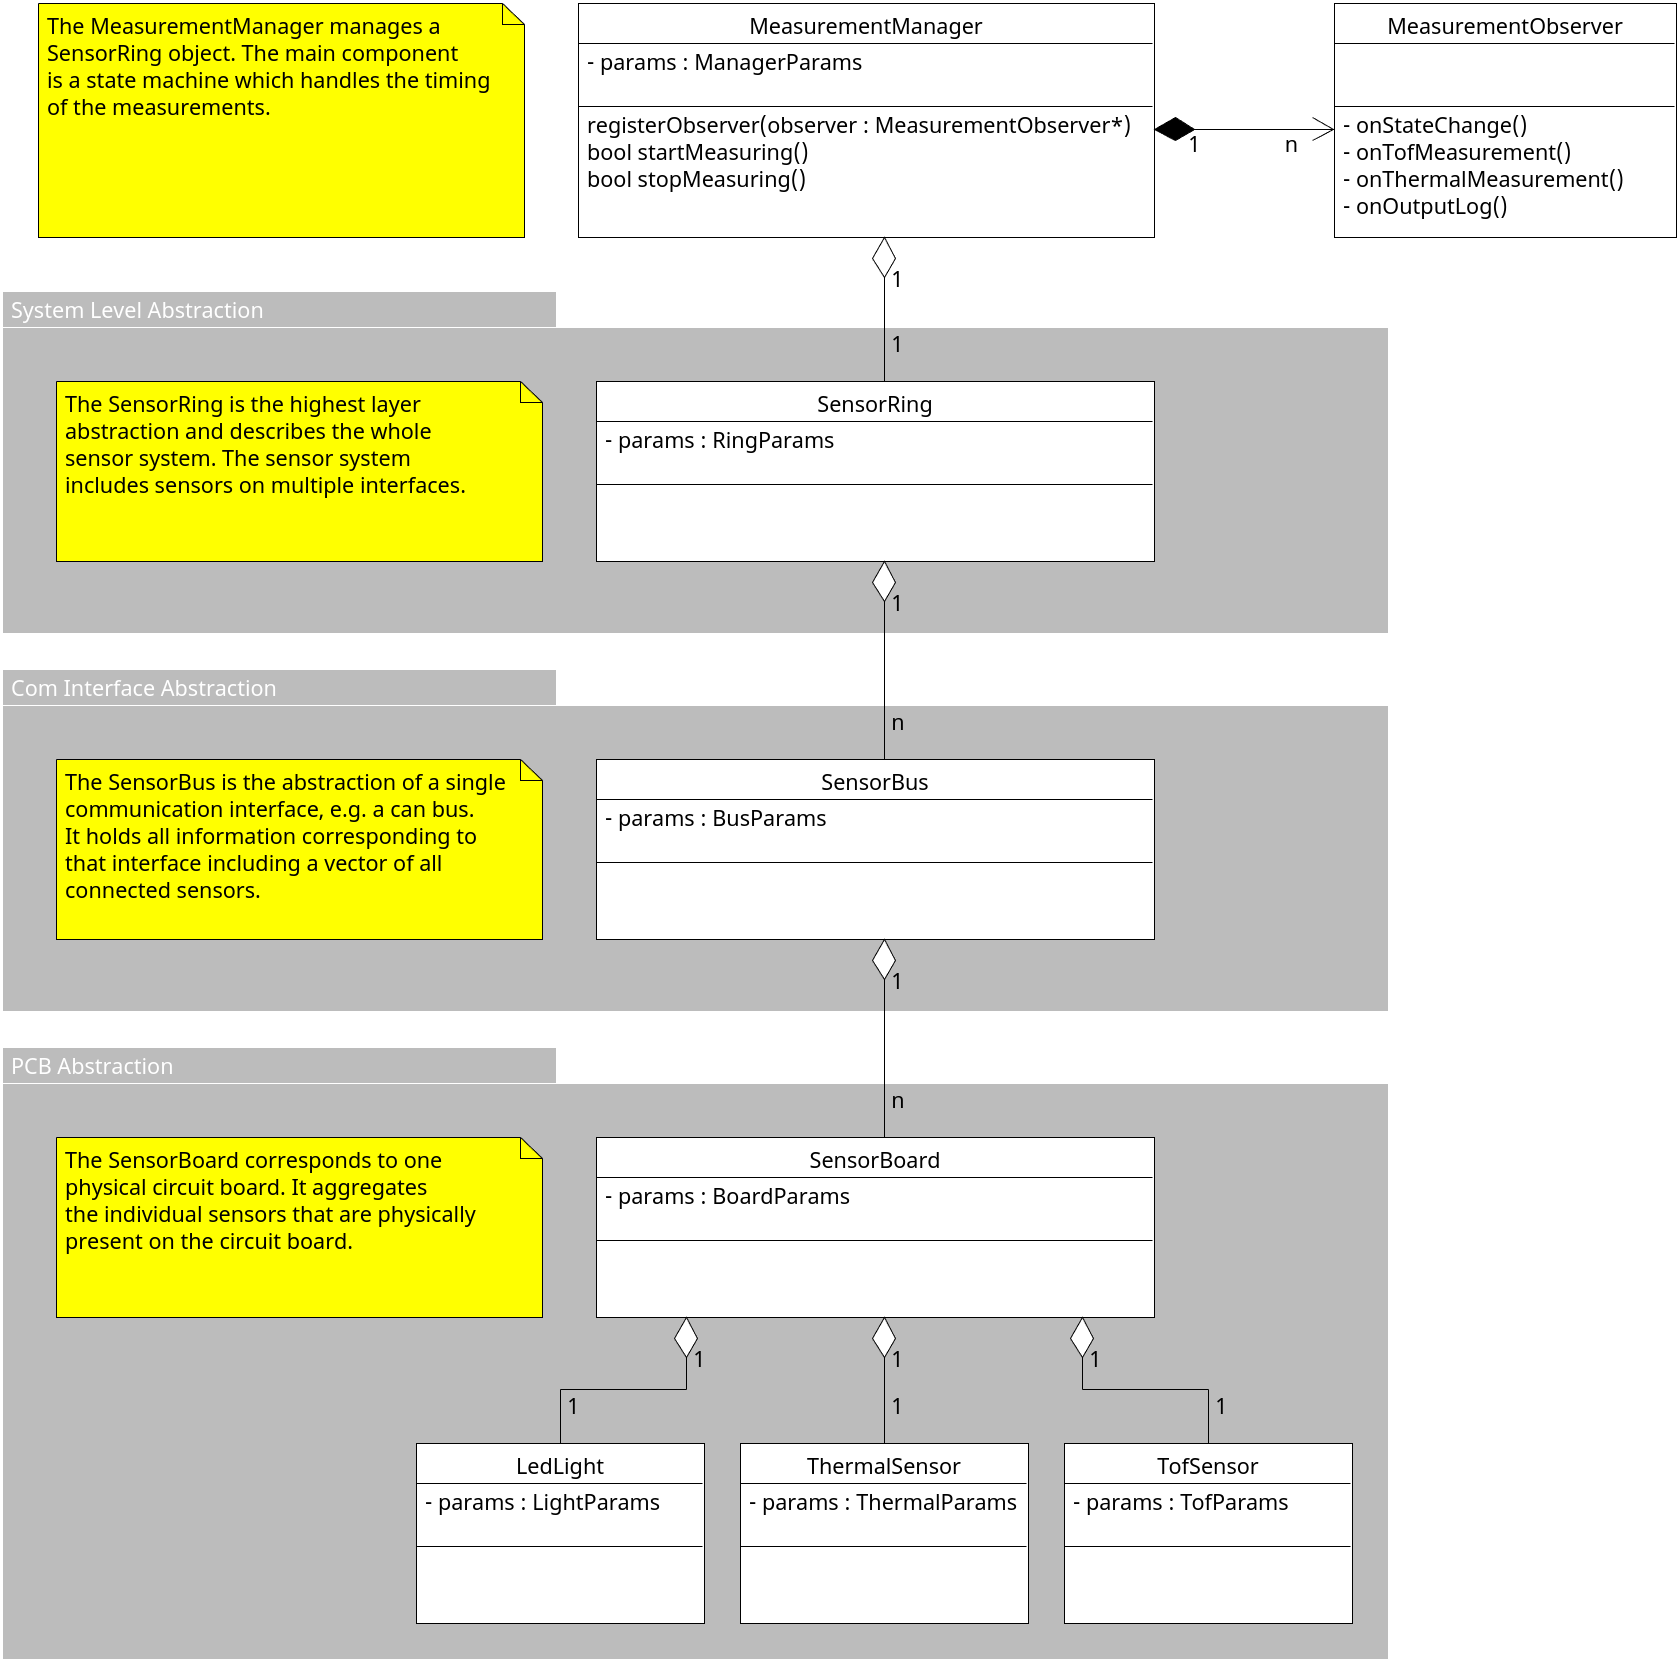 The MeasurementManager manages a
SensorRing object. The main component
is a state machine which handles the timing
of the measurements.
MeasurementManager
- params : ManagerParams
registerObserver(observer : MeasurementObserver*)
bool startMeasuring()
bool stopMeasuring()
1
n
MeasurementObserver
- onStateChange()
- onTofMeasurement()
- onThermalMeasurement()
- onOutputLog()
1
System Level Abstraction
1
The SensorRing is the highest layer
abstraction and describes the whole
sensor system. The sensor system
includes sensors on multiple interfaces.
SensorRing
- params : RingParams
1
Com Interface Abstraction
n
The SensorBus is the abstraction of a single
communication interface, e.g. a can bus.
It holds all information corresponding to
that interface including a vector of all
connected sensors.
SensorBus
- params : BusParams
1
PCB Abstraction
n
The SensorBoard corresponds to one
physical circuit board. It aggregates
the individual sensors that are physically
present on the circuit board.
SensorBoard
- params : BoardParams
1
1
1
1
1
1
LedLight
- params : LightParams
ThermalSensor
- params : ThermalParams
TofSensor
- params : TofParams